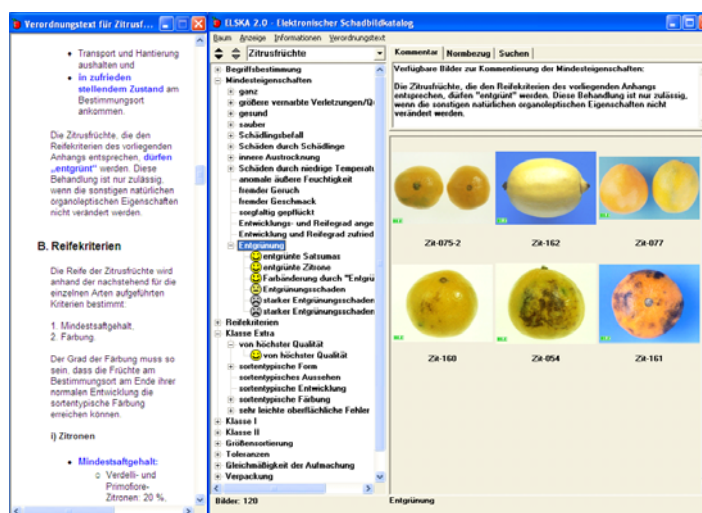 Verordnungstext für Zitrusf...
Transport und Hantierung
aushalten und
in zufrieden
stellendem Zustand am
Bestimmungsort
ankommen.
Die Zitrusfrüchte, die den
Reifekriterien des vorliegenden
Anhangs entsprechen, dürfen
„entgrünt" werden. Diese
Behandlung ist nur zulässig,
wenn die sonstigen natürlichen
organoleptischen Eigenschaften
nicht verändert werden.
B. Reifekriterien
Die Reife der Zitrusfrüchte wird
anhand der nachstehend für die
einzelnen Arten aufgeführten
Kriterien bestimmt:
1. Mindestsaftgehalt,
2. Färbung.
Der Grad der Färbung muss so
sein, dass die Früchte am
Bestimmungsort am Ende ihrer
normalen Entwicklung die
sortentypische Färbung
erreichen können.
i) Zitronen
Mindestsaftgehalt:
Verdelli- und
Primofiore-
Zitronen: 20 %,
ELSKA 2.0 - Elektronischer Schadbildkatalog
Baum Anzeige Informationen Verordnungstext
Zitrusfrüchte
Begriffsbestimmung
Mindesteigenschaften
ganz
größere vernarbte Verletzungen/Q
gesund
sauber
Schädlingsbefall
Schäden durch Schädlinge
innere Austrocknung
Schäden durch niedrige Temperatu
anomale äußere Feuchtigkeit
fremder Geruch
fremder Geschmack
sorgfältig gepflückt
Entwicklungs- und Reifegrad ange
Entwicklung und Reifegrad zufried
Entgrünung
entgrünte Satsumas
entgrünte Zitrone
Farbänderung durch "Entgrü
Entgrünungsschaden
starker Entgrünungsschaden
starker Entgrünungsschaden
Reifekriterien
Klasse Extra
von höchster Qualität
von höchster Qualität
sortentypische Form
sortentypisches Aussehen
sortentypische Entwicklung
sortentypische Färbung
sehr leichte oberflächliche Fehler
Klasse I
Klasse II
Größensortierung
Toleranzen
Gleichmäßigkeit der Aufmachung
Verpackung
Bilder: 120
Kommentar Normbezug Suchen
Verfügbare Bilder zur Kommentierung der Mindesteigenschaften:
Die Zitrusfrüchte, die den Reifekriterien des vorliegenden Anhangs
entsprechen, dürfen "entgrünt" werden. Diese Behandlung ist nur zulässig,
wenn die sonstigen natürlichen organoleptischen Eigenschaften nicht
verändert werden.
Zit-075-2 Zit-162 Zit-077
Zit-160 Zit-054 Zit-161
Entgrünung